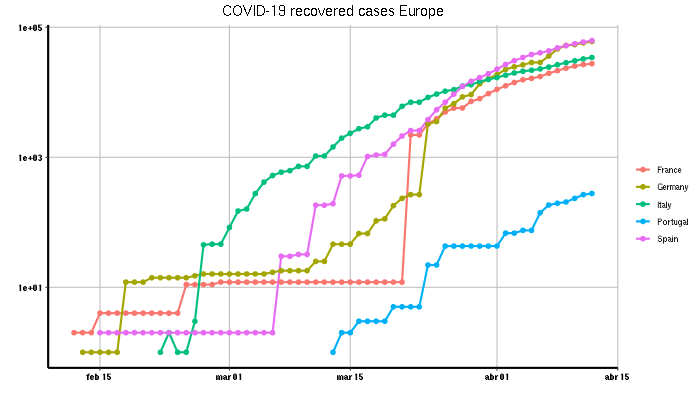 COVID-19 recovered cases Europe
1e+05
1e+03
1e+01
feb 15
mar 01
mar 15
abr 01
abr 15
France
Germany
Italy
Portugal
Spain